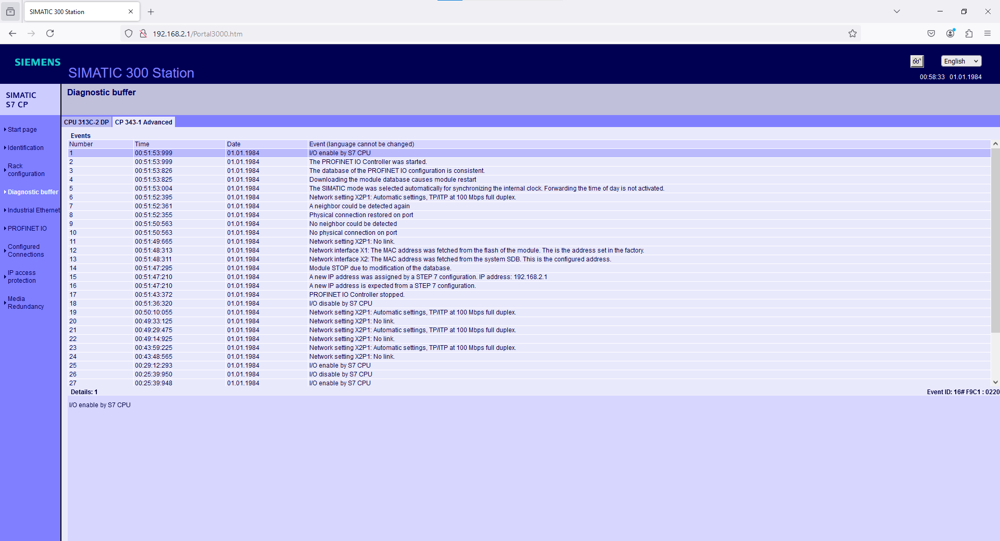 SIMATIC 300 Station
192.168.2.1/Portal3000.htm
SIEMENS
SIMATIC 300 Station
English
00:58:33 01.01.1984
SIMATIC
S7 CP
Diagnostic buffer
Start page
Identification
Rack
configuration
Diagnostic buffer
Industrial Ethernet
PROFINET IO
Configured
Connections
IP access
protection
Media
Redundancy
CPU 313C-2 DP CP 343-1 Advanced
Events
Number Time Date Event (language cannot be changed)
1 00:51:53:999 01.01.1984 I/O enable by S7 CPU
2 00:51:53:999 01.01.1984 The PROFINET IO Controller was started.
3 00:51:53:826 01.01.1984 The database of the PROFINET IO configuration is consistent.
4 00:51:53:825 01.01.1984 Downloading the module database causes module restart
5 00:51:53:004 01.01.1984 The SIMATIC mode was selected automatically for synchronizing the internal clock. Forwarding the time of day is not activated.
6 00:51:52:395 01.01.1984 Network setting X2P1: Automatic settings, TP/ITP at 100 Mbps full duplex.
7 00:51:52:361 01.01.1984 A neighbor could be detected again
8 00:51:52:355 01.01.1984 Physical connection restored on port
9 00:51:50:563 01.01.1984 No neighbor could be detected
10 00:51:50:563 01.01.1984 No physical connection on port
11 00:51:49:665 01.01.1984 Network setting X2P1: No link.
12 00:51:48:313 01.01.1984 Network interface X1: The MAC address was fetched from the flash of the module. The is the address set in the factory.
13 00:51:48:311 01.01.1984 Network interface X2: The MAC address was fetched from the system SDB. This is the configured address.
14 00:51:47:295 01.01.1984 Module STOP due to modification of the database.
15 00:51:47:210 01.01.1984 A new IP address was assigned by a STEP 7 configuration. IP address: 192.168.2.1
16 00:51:47:210 01.01.1984 A new IP address is expected from a STEP 7 configuration.
17 00:51:43:372 01.01.1984 PROFINET IO Controller stopped.
18 00:51:36:320 01.01.1984 I/O disable by S7 CPU
19 00:50:10:055 01.01.1984 Network setting X2P1: Automatic settings, TP/ITP at 100 Mbps full duplex.
20 00:49:33:125 01.01.1984 Network setting X2P1: No link.
21 00:49:29:475 01.01.1984 Network setting X2P1: Automatic settings, TP/ITP at 100 Mbps full duplex.
22 00:49:14:925 01.01.1984 Network setting X2P1: No link.
23 00:43:59:225 01.01.1984 Network setting X2P1: Automatic settings, TP/ITP at 100 Mbps full duplex.
24 00:43:48:565 01.01.1984 Network setting X2P1: No link.
25 00:29:12:293 01.01.1984 I/O enable by S7 CPU
26 00:25:39:950 01.01.1984 I/O disable by S7 CPU
27 00:25:39:948 01.01.1984 I/O enable by S7 CPU
Details: 1 Event ID: 16# F9C1 : 0220
I/O enable by S7 CPU